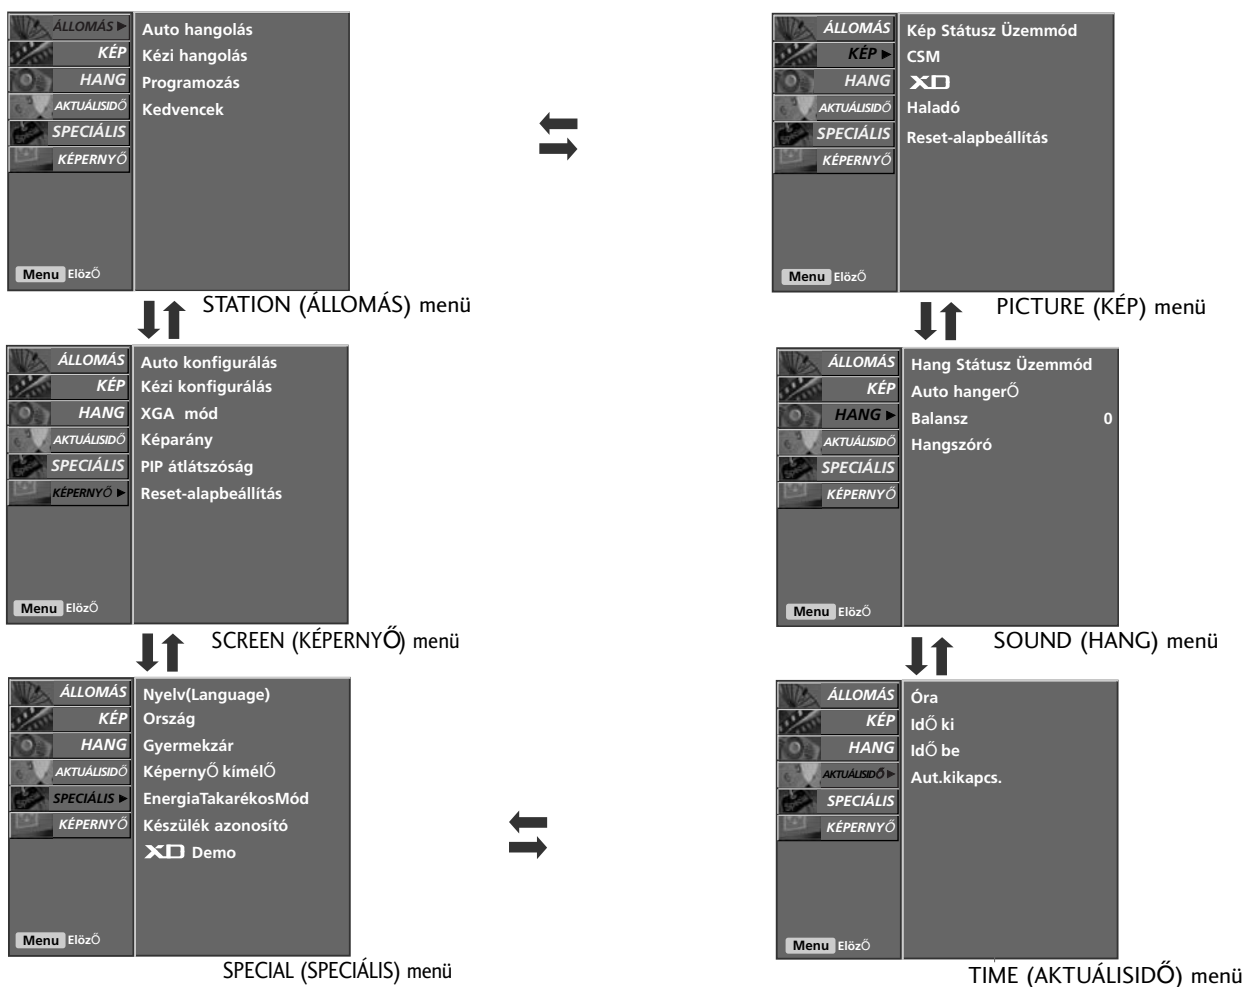 ÁLLOMÁS ►
KÉP
HANG
AKTUÁLISIDŐ
SPECIÁLIS
KÉPERNYŐ
Auto hangolás
Kézi hangolás
Programozás
Kedvencek
Menu ElözŐ
STATION (ÁLLOMÁS) menü
ÁLLOMÁS
KÉP ►
HANG
AKTUÁLISIDŐ
SPECIÁLIS
KÉPERNYŐ
Kép Státusz Üzemmód
CSM
XD
Haladó
Reset-alapbeállítás
Menu ElözŐ
PICTURE (KÉP) menü
ÁLLOMÁS
KÉP
HANG
AKTUÁLISIDŐ
SPECIÁLIS
KÉPERNYŐ ►
Auto konfigurálás
Kézi konfigurálás
XGA mód
Képarány
PIP átlátszóság
Reset-alapbeállítás
Menu ElözŐ
SCREEN (KÉPERNYŐ) menü
ÁLLOMÁS
KÉP
HANG ►
AKTUÁLISIDŐ
SPECIÁLIS
KÉPERNYŐ
Hang Státusz Üzemmód
Auto hangerŐ
Balansz 0
Hangszóró
Menu ElözŐ
SOUND (HANG) menü
ÁLLOMÁS
KÉP
HANG
AKTUÁLISIDŐ
SPECIÁLIS ►
KÉPERNYŐ
Nyelv(Language)
Ország
Gyermekzár
KépernyŐ kímélŐ
EnergiaTakarékosMód
Készülék azonosító
XD Demo
Menu ElözŐ
SPECIAL (SPECIÁLIS) menü
ÁLLOMÁS
KÉP
HANG
AKTUÁLISIDŐ ►
SPECIÁLIS
KÉPERNYŐ
Óra
IdŐ ki
IdŐ be
Aut.kikapcs.
Menu ElözŐ
TIME (AKTUÁLISIDŐ) menü